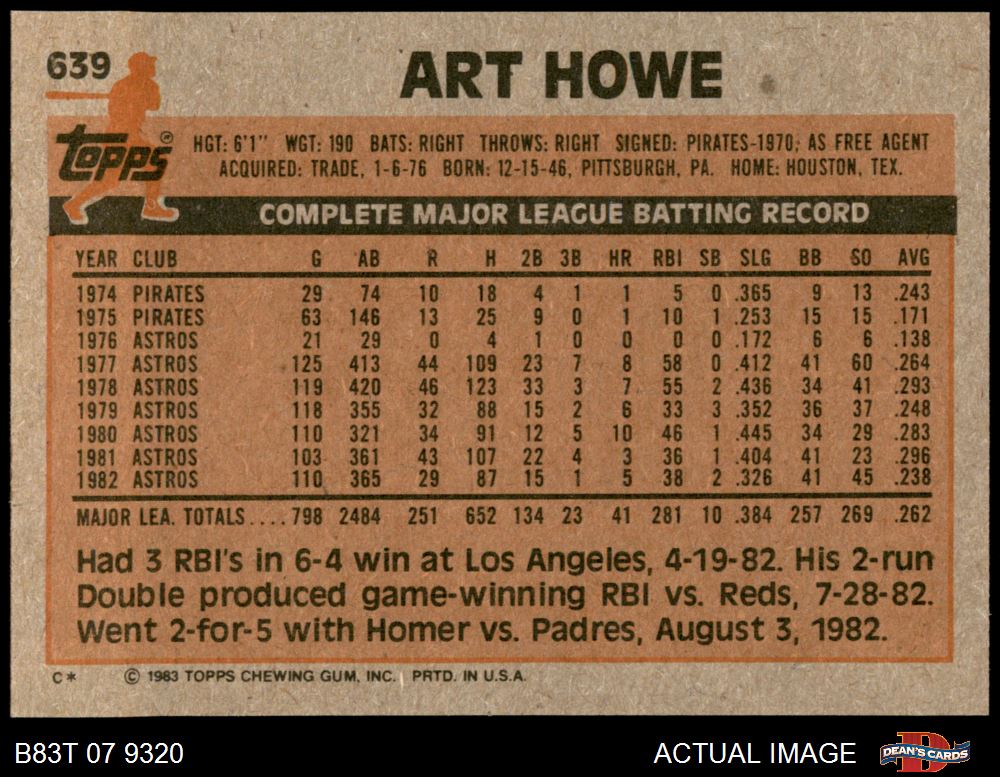 639
ART HOWE
topps®
HGT: 6'1" WGT: 190 BATS: RIGHT THROWS: RIGHT SIGNED: PIRATES-1970, AS FREE AGENT
ACQUIRED: TRADE, 1-6-76 BORN: 12-15-46, PITTSBURGH, PA. HOME: HOUSTON, TEX.
COMPLETE MAJOR LEAGUE BATTING RECORD
YEAR CLUB G AB R H 2B 3B HR RBI SB SLG BB SO AVG
1974 PIRATES 29 74 10 18 4 1 1 5 0 .365 9 13 .243
1975 PIRATES 63 146 13 25 9 0 1 10 1 .253 15 15 .171
1976 ASTROS 21 29 0 4 1 0 0 0 0 .172 6 6 .138
1977 ASTROS 125 413 44 109 23 7 8 58 0 .412 41 60 .264
1978 ASTROS 119 420 46 123 33 3 7 55 2 .436 34 41 .293
1979 ASTROS 118 355 32 88 15 2 6 33 3 .352 36 37 .248
1980 ASTROS 110 321 34 91 12 5 10 46 1 .445 34 29 .283
1981 ASTROS 103 361 43 107 22 4 3 36 1 .404 41 23 .296
1982 ASTROS 110 365 29 87 15 1 5 38 2 .326 41 45 .238
MAJOR LEA. TOTALS.... 798 2484 251 652 134 23 41 281 10 .384 257 269 .262
Had 3 RBI's in 6-4 win at Los Angeles, 4-19-82. His 2-run
Double produced game-winning RBI vs. Reds, 7-28-82.
Went 2-for-5 with Homer vs. Padres, August 3, 1982.
C* © 1983 TOPPS CHEWING GUM, INC. PRTD. IN U.S.A.
B83T 07 9320 ACTUAL IMAGE DEAN'S CARDS